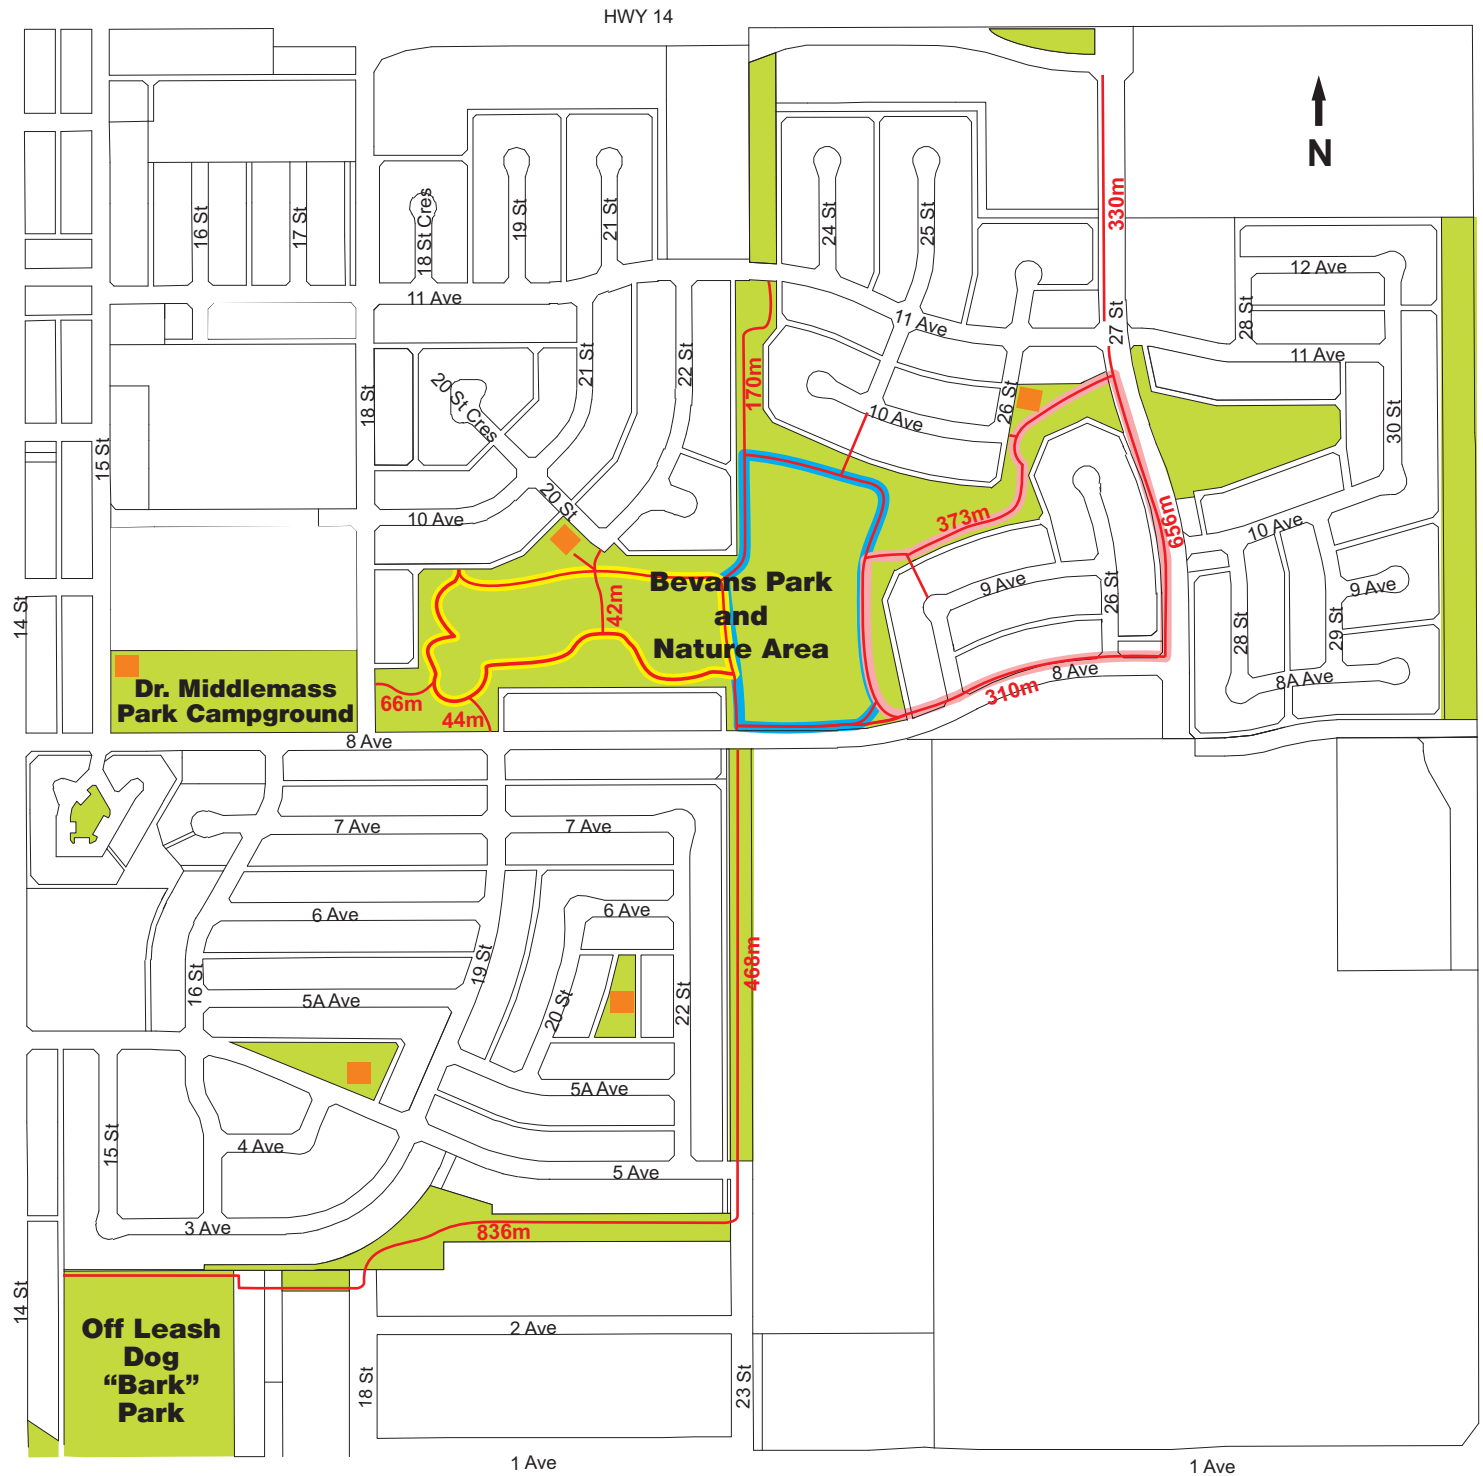 HWY 14
N
330m
16 St
17 St
18 St Cres
19 St
21 St
24 St
25 St
12 Ave
11 Ave
11 Ave
27 St
28 St
11 Ave
18 St
20 St Cres
21 St
22 St
170m
10 Ave
26 St
30 St
15 St
10 Ave
20 St
373m
656m
10 Ave
14 St
42m
Bevans Park
and
Nature Area
9 Ave
26 St
28 St
29 St
9 Ave
Dr. Middlemass
Park Campground
66m
44m
310m
8 Ave
8A Ave
8 Ave
7 Ave
7 Ave
6 Ave
6 Ave
16 St
19 St
20 St
22 St
468m
5A Ave
5A Ave
15 St
4 Ave
5 Ave
3 Ave
836m
14 St
Off Leash
Dog
“Bark”
Park
2 Ave
18 St
23 St
1 Ave
1 Ave